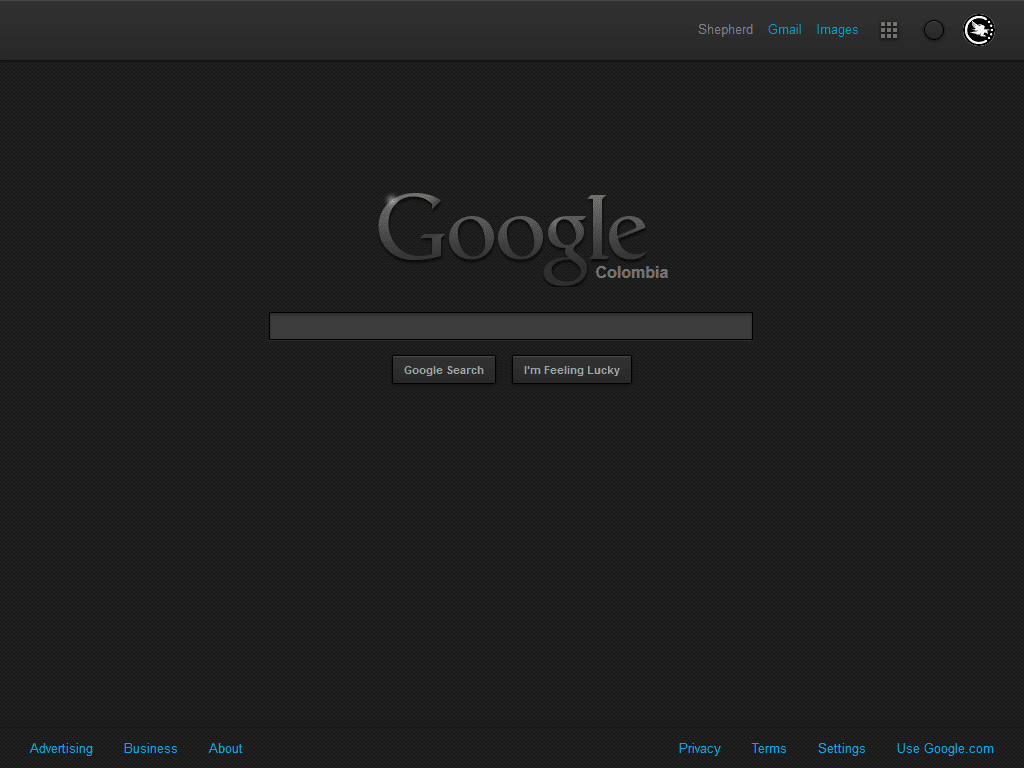 Shepherd Gmail Images
Google
Colombia
Google Search I'm Feeling Lucky
Advertising Business About Privacy Terms Settings Use Google.com